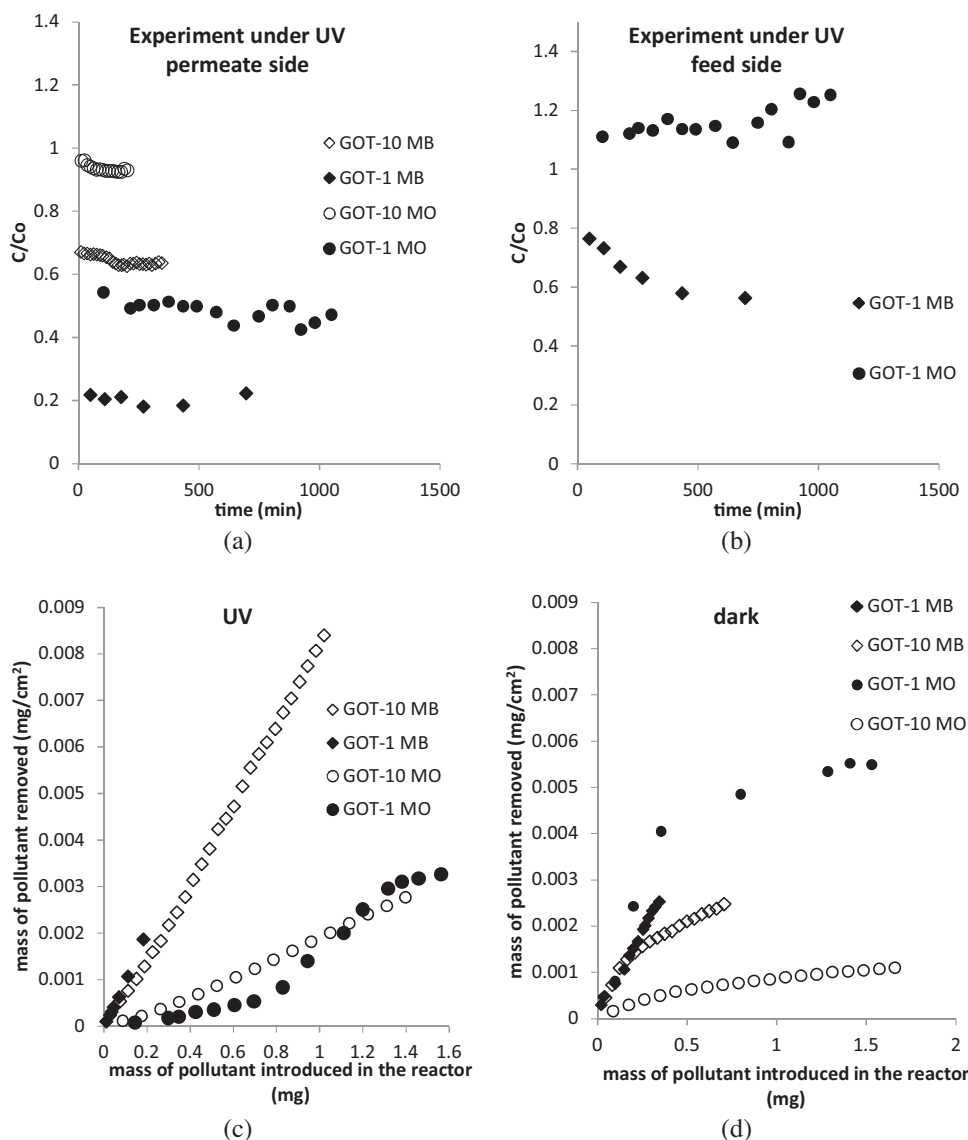 Experiment under UV
permeate side
C/Co
1.4
1.2
1
0.8
0.6
0.4
0.2
0
GOT-10 MB
GOT-1 MB
GOT-10 MO
GOT-1 MO
0 500 1000 1500
time (min)
(a)
Experiment under UV
feed side
C/Co
1.4
1.2
1
0.8
0.6
0.4
0.2
0
GOT-1 MB
GOT-1 MO
0 500 1000 1500
time (min)
(b)
UV
mass of pollutant removed (mg/cm²)
0.009
0.008
0.007
0.006
0.005
0.004
0.003
0.002
0.001
0
GOT-10 MB
GOT-1 MB
GOT-10 MO
GOT-1 MO
0 0.2 0.4 0.6 0.8 1 1.2 1.4 1.6
mass of pollutant introduced in the reactor
(mg)
(c)
dark
mass of pollutant removed (mg/cm²)
0.009
0.008
0.007
0.006
0.005
0.004
0.003
0.002
0.001
0
GOT-1 MB
GOT-10 MB
GOT-1 MO
GOT-10 MO
0 0.5 1 1.5 2
mass of pollutant introduced in the reactor
(mg)
(d)